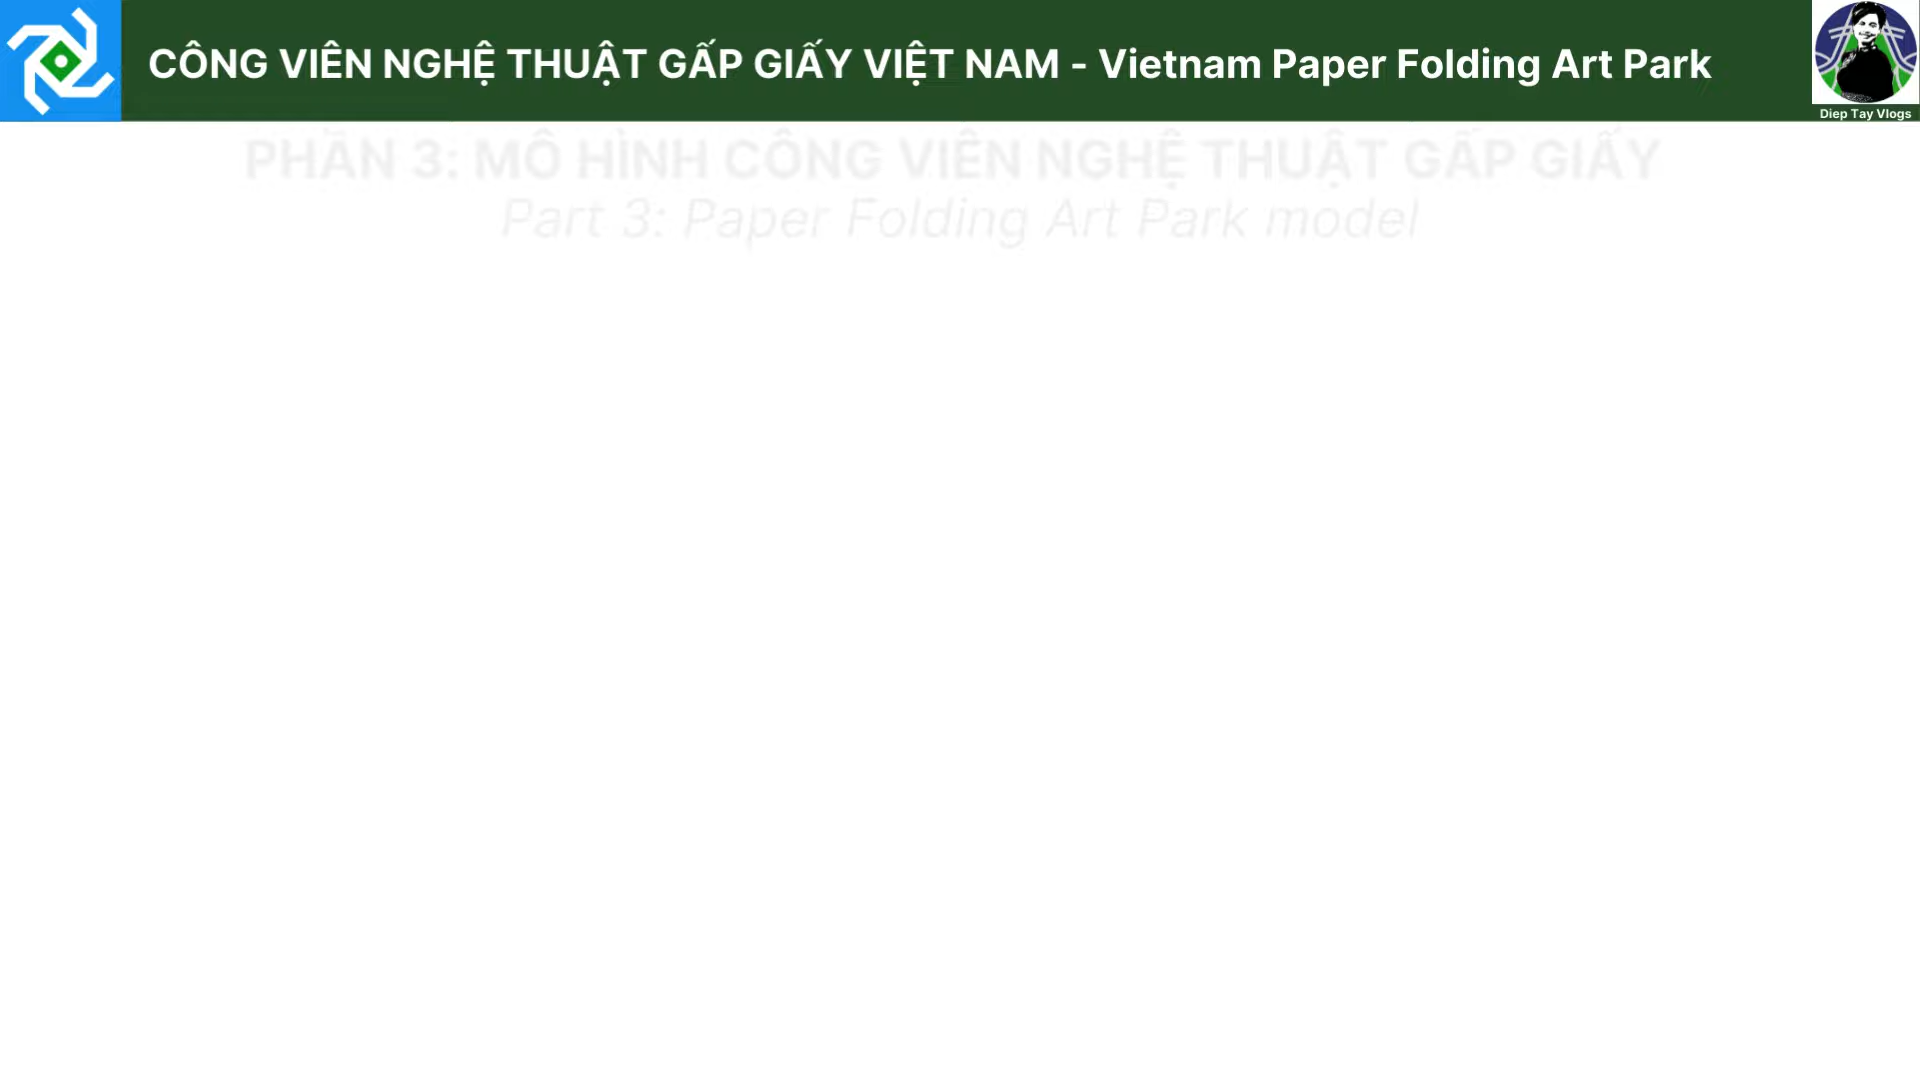 CÔNG VIÊN NGHỆ THUẬT GẤP GIẤY VIỆT NAM - Vietnam Paper Folding Art Park
Diep Tay Vlogs
PHẦN 3: MÔ HÌNH CÔNG VIÊN NGHỆ THUẬT GẤP GIẤY
Part 3: Paper Folding Art Park model